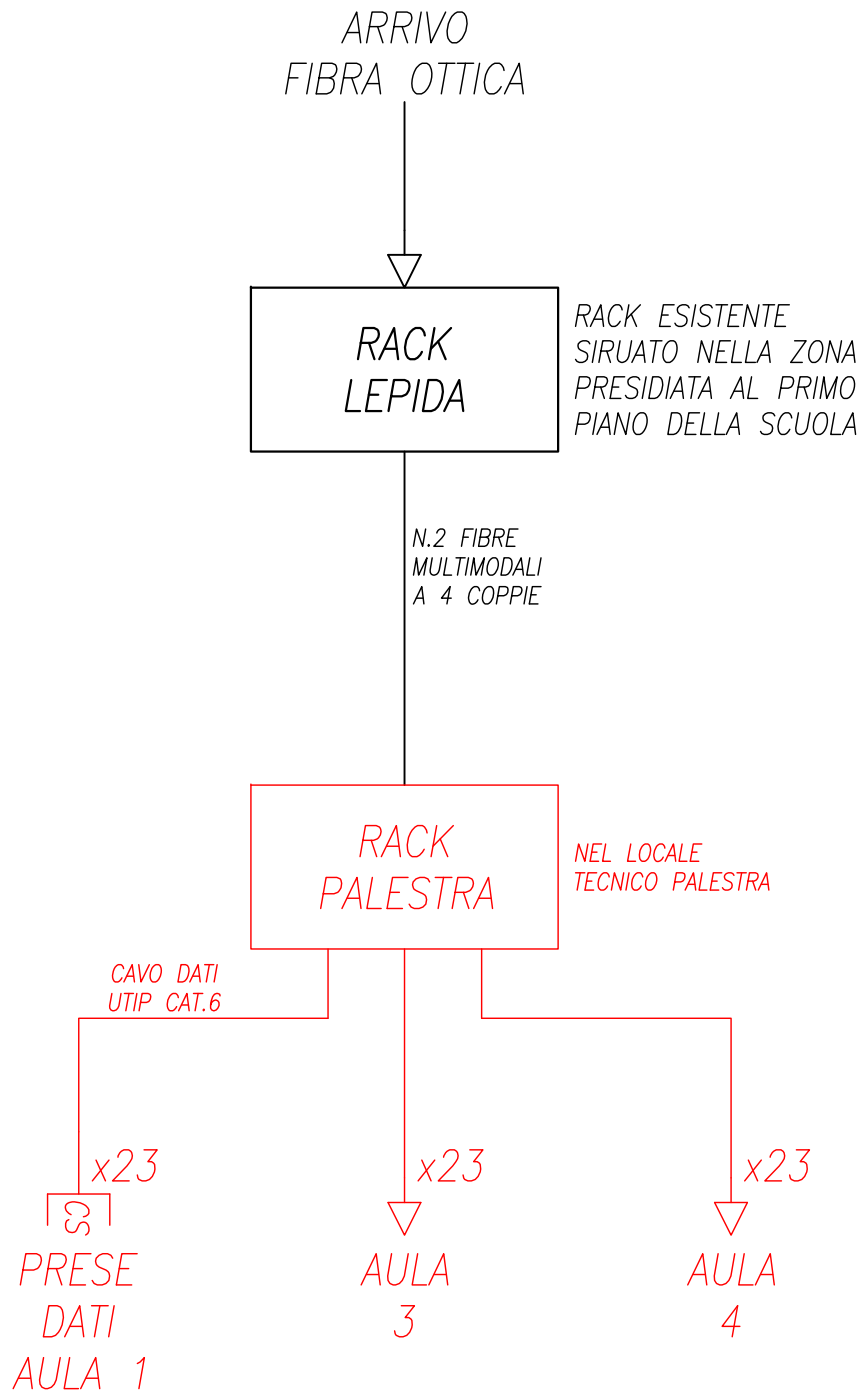 ARRIVO
FIBRA OTTICA
RACK
LEPIDA
RACK ESISTENTE
SIRUATO NELLA ZONA
PRESIDIATA AL PRIMO
PIANO DELLA SCUOLA
N.2 FIBRE
MULTIMODALI
A 4 COPPIE
RACK
PALESTRA
NEL LOCALE
TECNICO PALESTRA
CAVO DATI
UTIP CAT.6
x23
CS
PRESE
DATI
AULA 1
x23
AULA
3
x23
AULA
4